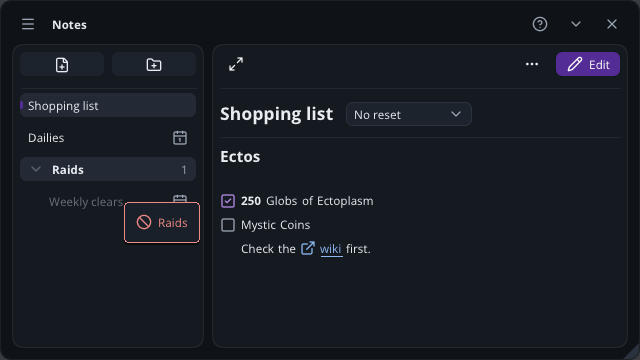 Notes
Edit
Shopping list
Dailies
Raids 1
Weekly clears
Raids
Shopping list No reset
Ectos
250 Globs of Ectoplasm
Mystic Coins
Check the wiki first.